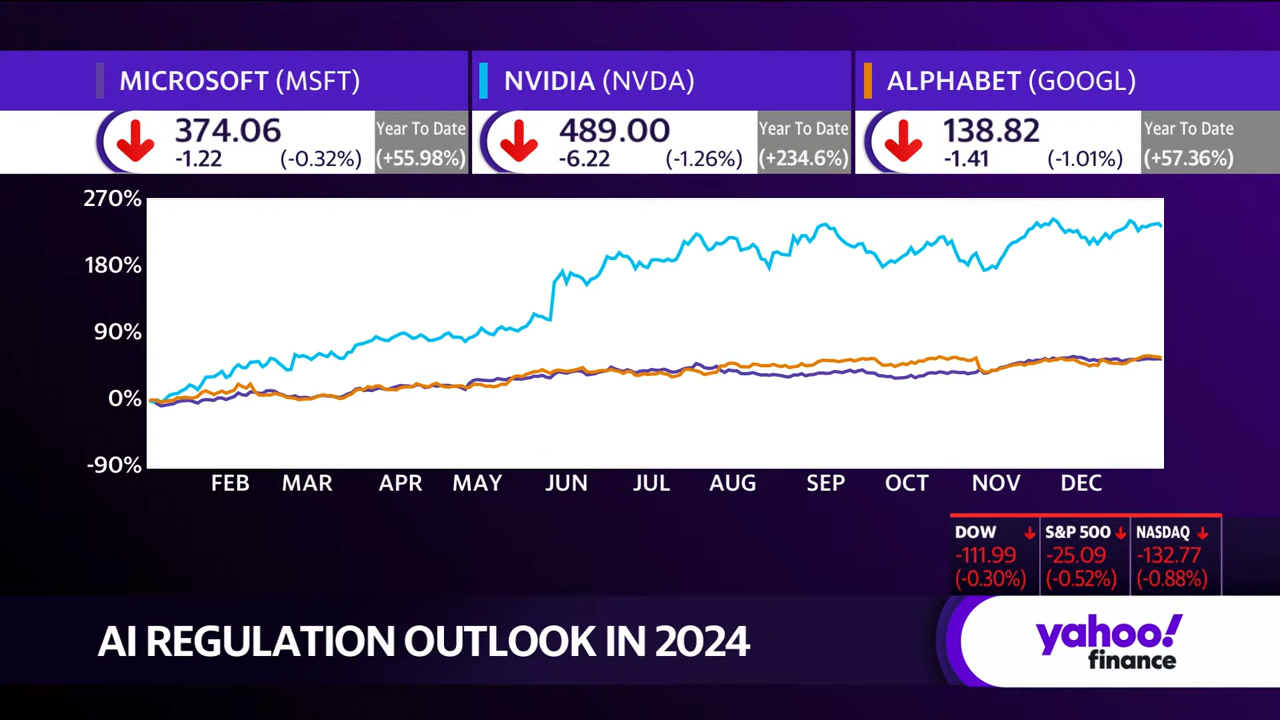 MICROSOFT (MSFT)
374.06
-1.22 (-0.32%)
Year To Date
(+55.98%)
NVIDIA (NVDA)
489.00
-6.22 (-1.26%)
Year To Date
(+234.6%)
ALPHABET (GOOGL)
138.82
-1.41 (-1.01%)
Year To Date
(+57.36%)
270%
180%
90%
0%
-90%
FEB MAR APR MAY JUN JUL AUG SEP OCT NOV DEC
DOW
-111.99
(-0.30%)
S&P 500
-25.09
(-0.52%)
NASDAQ
-132.77
(-0.88%)
AI REGULATION OUTLOOK IN 2024
yahoo!
finance